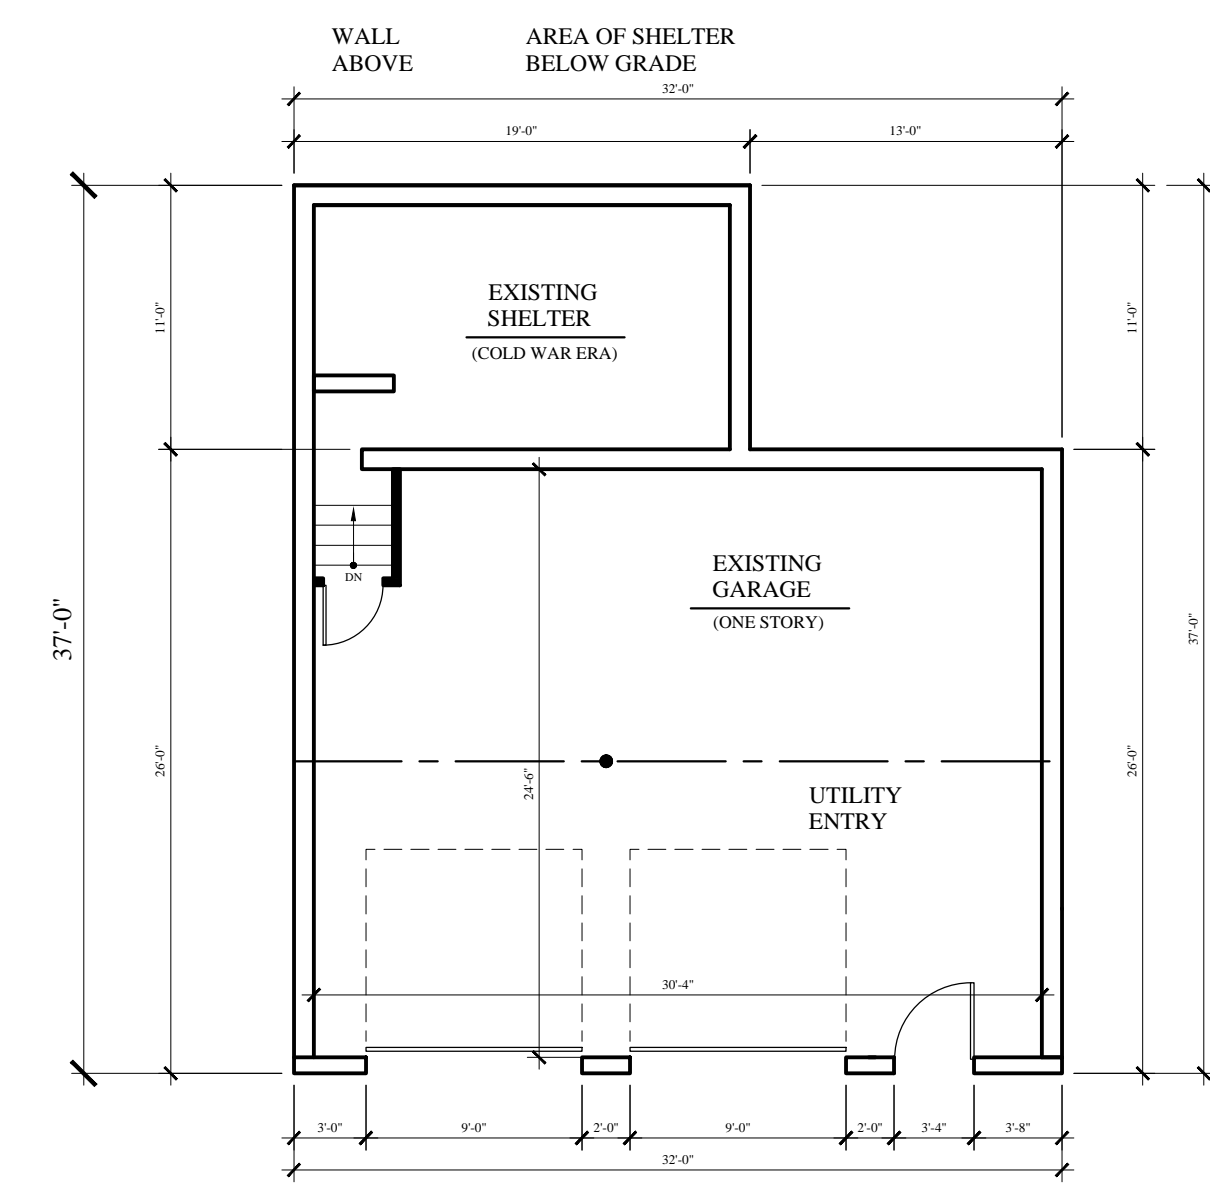 WALL
ABOVE
AREA OF SHELTER
BELOW GRADE
32'-0"
19'-0"
13'-0"
11'-0"
11'-0"
EXISTING
SHELTER
(COLD WAR ERA)
DN
EXISTING
GARAGE
(ONE STORY)
37'-0"
37'-0"
26'-0"
24'-6"
26'-0"
UTILITY
ENTRY
30'-4"
3'-0"
9'-0"
2'-0"
9'-0"
2'-0"
3'-4"
3'-8"
32'-0"